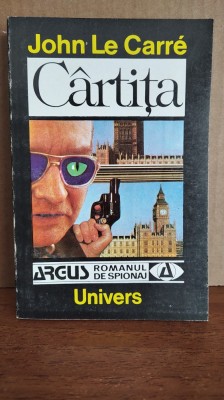 John Le Carré
Cârtița
ARGUS ROMANUL
DE SPIONAJ A
Univers